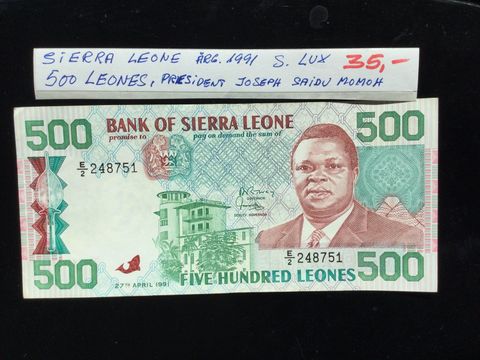 SIERRA LEONE ÅRG. 1991 S. LUX 35,-
500 LEONES, PRESIDENT JOSEPH SAIDU MOMOH
500 BANK OF SIERRA LEONE 500
promise to pay on demand the sum of
E/2 248751
GOVERNOR
DEPUTY GOVERNOR
E/2 248751
500 FIVE HUNDRED LEONES 500
27TH APRIL 1991